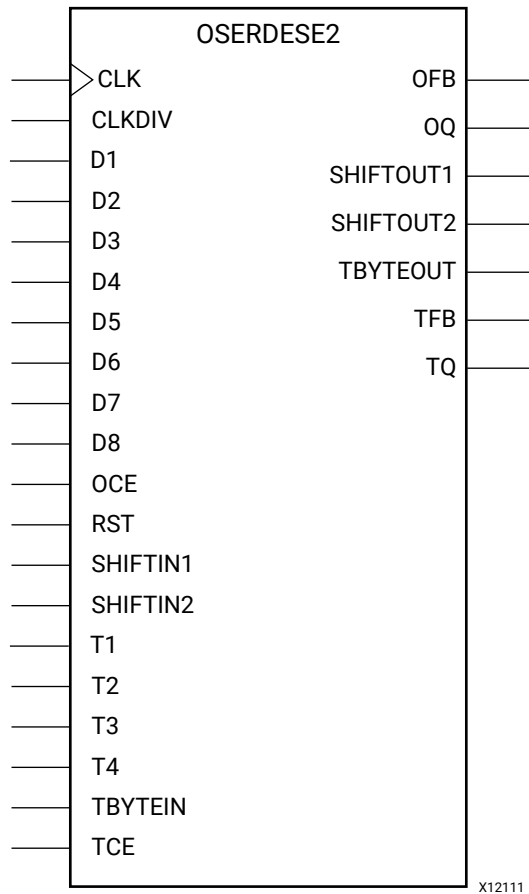 OSERDESE2
CLK
CLKDIV
D1
D2
D3
D4
D5
D6
D7
D8
OCE
RST
SHIFTIN1
SHIFTIN2
T1
T2
T3
T4
TBYTEIN
TCE
OFB
OQ
SHIFTOUT1
SHIFTOUT2
TBYTEOUT
TFB
TQ
X12111